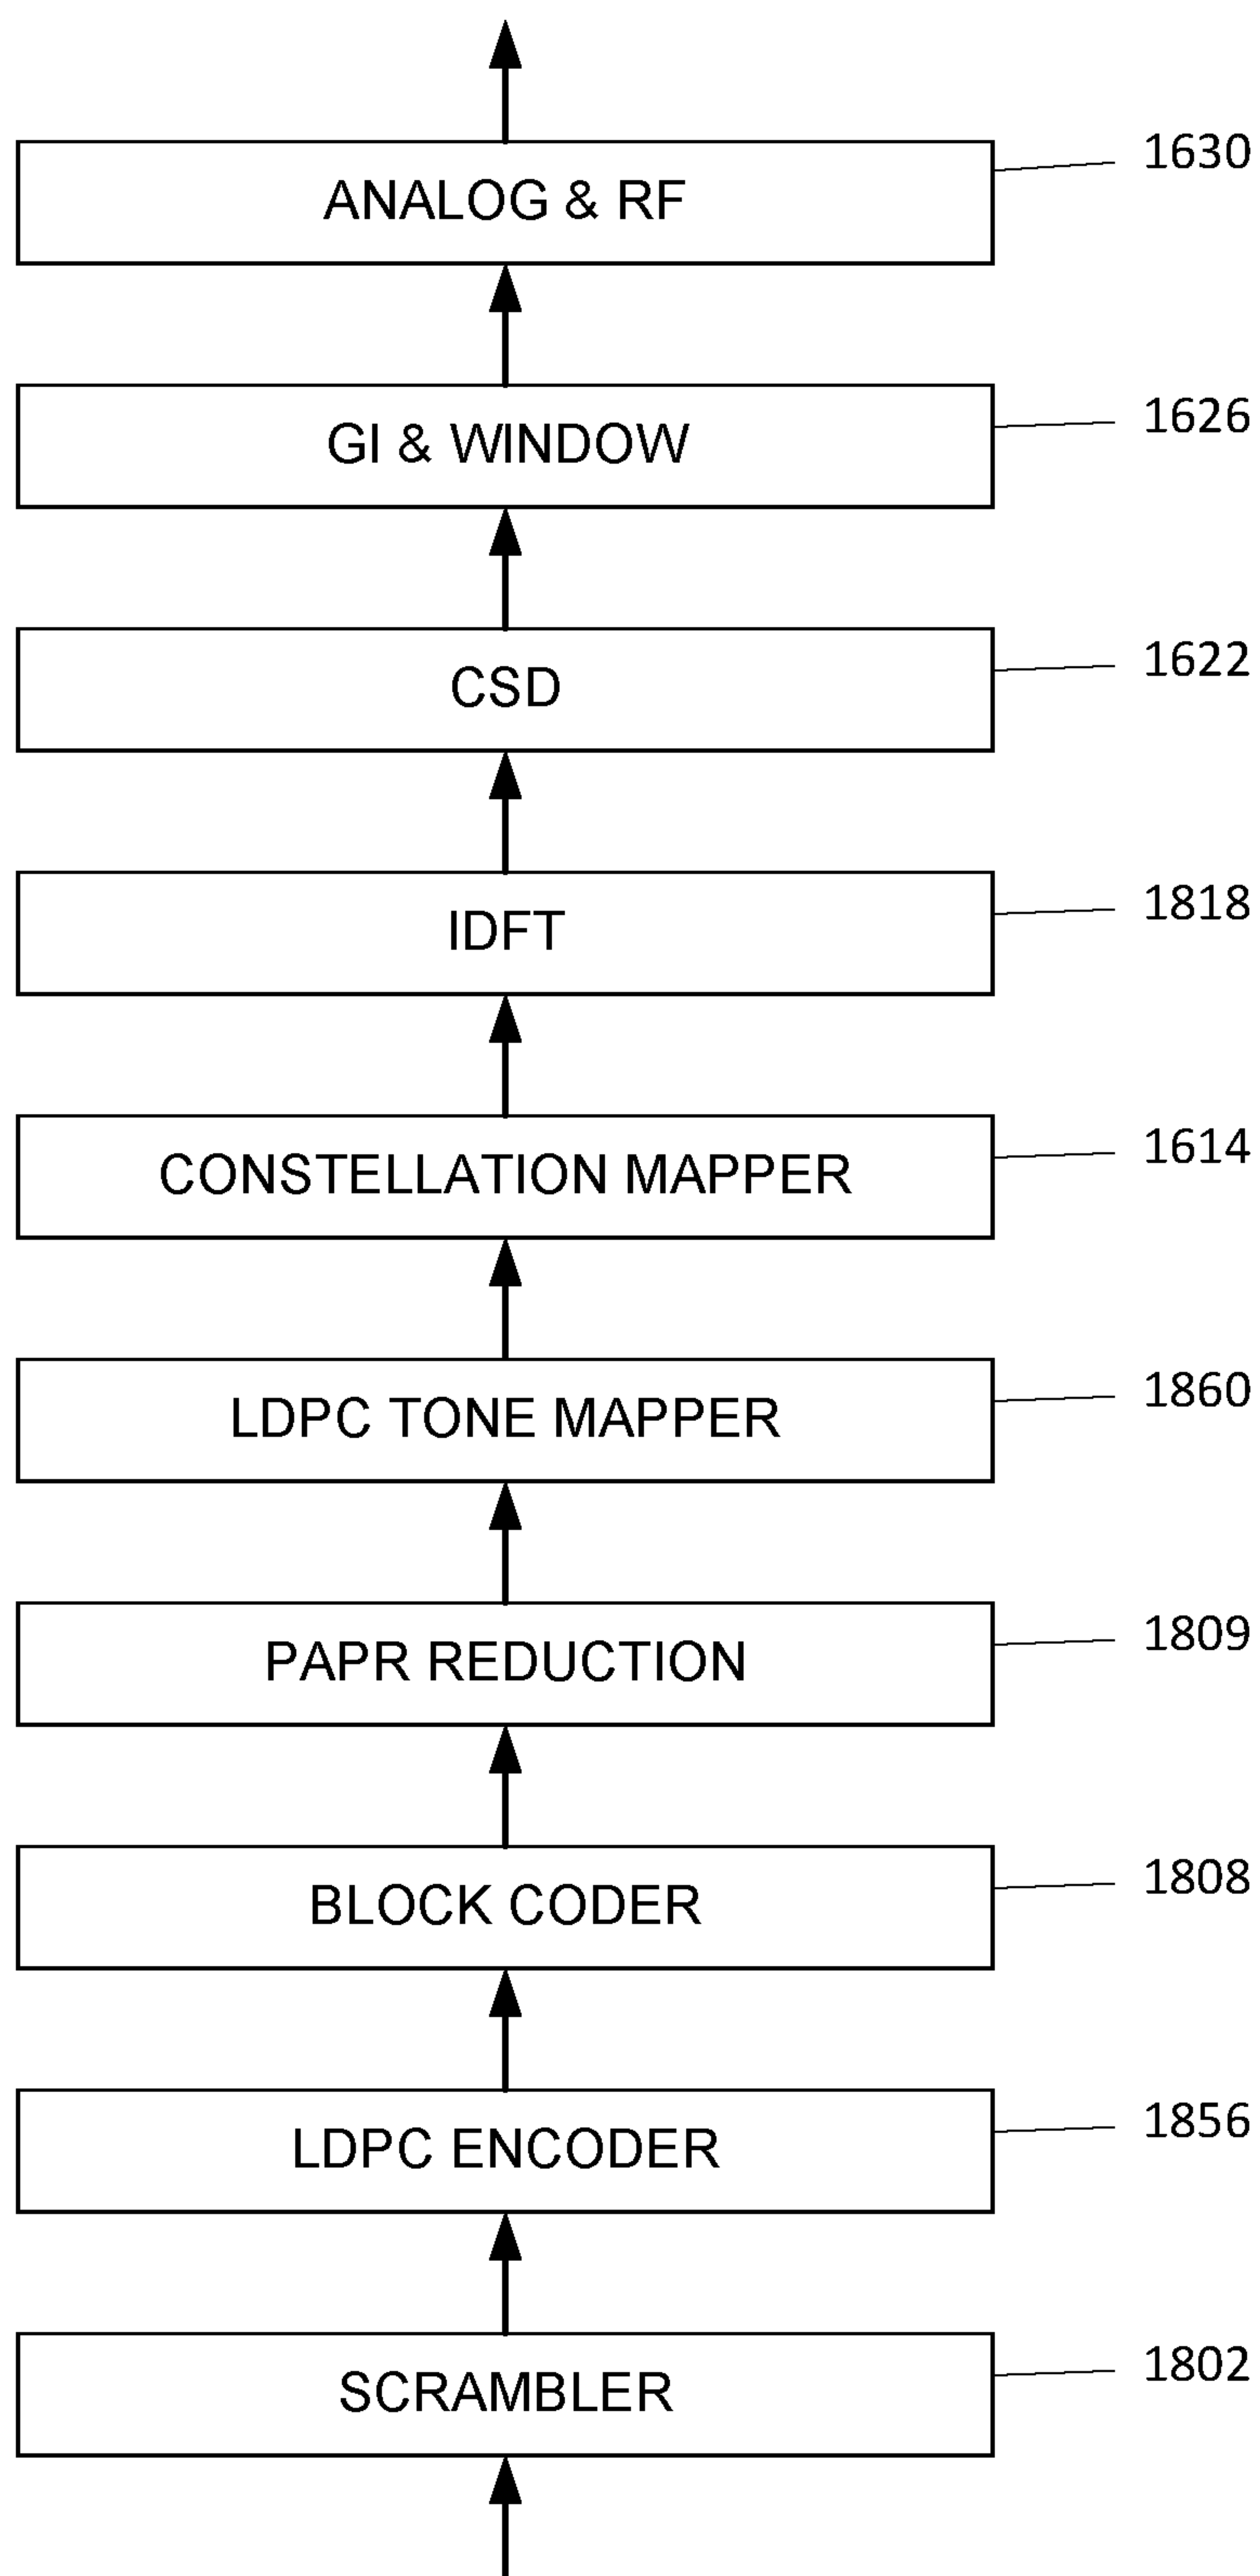 ANALOG & RF
1630
GI & WINDOW
1626
CSD
1622
IDFT
1818
CONSTELLATION MAPPER
1614
LDPC TONE MAPPER
1860
PAPR REDUCTION
1809
BLOCK CODER
1808
LDPC ENCODER
1856
SCRAMBLER
1802